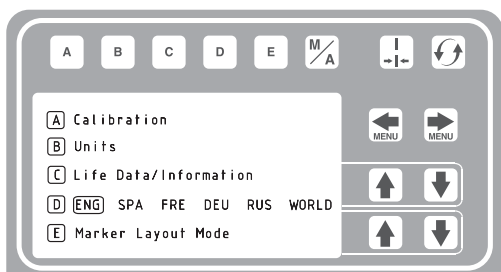 A B C D E M/A
A Calibration
MENU MENU
B Units
C Life Data/Information
D ENG SPA FRE DEU RUS WORLD
E Marker Layout Mode